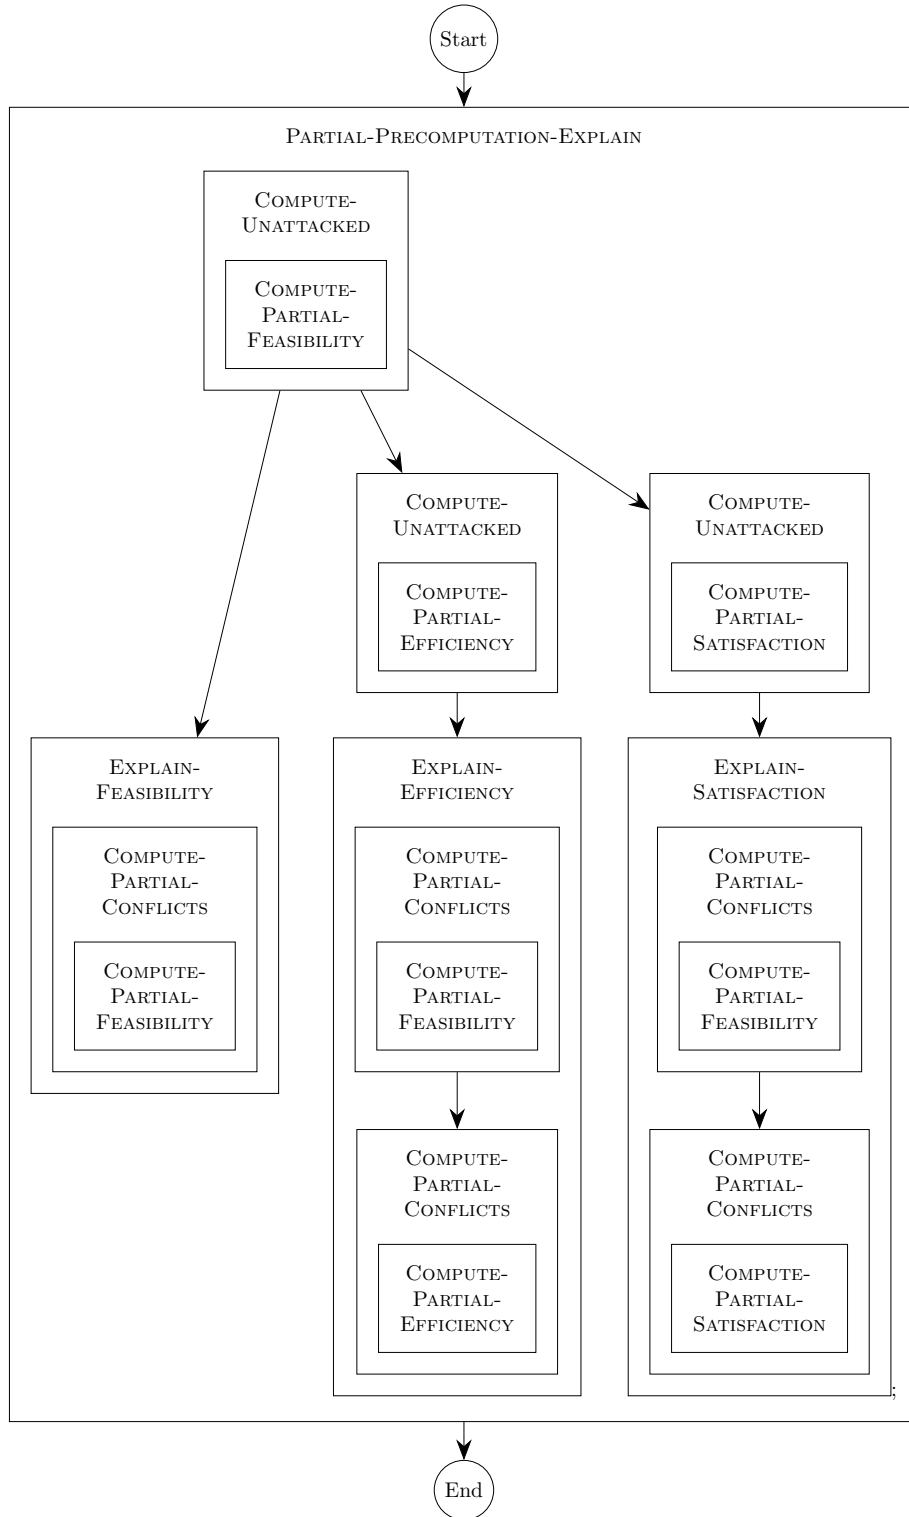 Start
Partial-Precomputation-Explain
Compute-
Unattacked
Compute-
Partial-
Feasibility
Compute-
Unattacked
Compute-
Partial-
Efficiency
Compute-
Unattacked
Compute-
Partial-
Satisfaction
Explain-
Feasibility
Compute-
Partial-
Conflicts
Compute-
Partial-
Feasibility
Explain-
Efficiency
Compute-
Partial-
Conflicts
Compute-
Partial-
Feasibility
Compute-
Partial-
Conflicts
Compute-
Partial-
Efficiency
Explain-
Satisfaction
Compute-
Partial-
Conflicts
Compute-
Partial-
Feasibility
Compute-
Partial-
Conflicts
Compute-
Partial-
Satisfaction
;
End